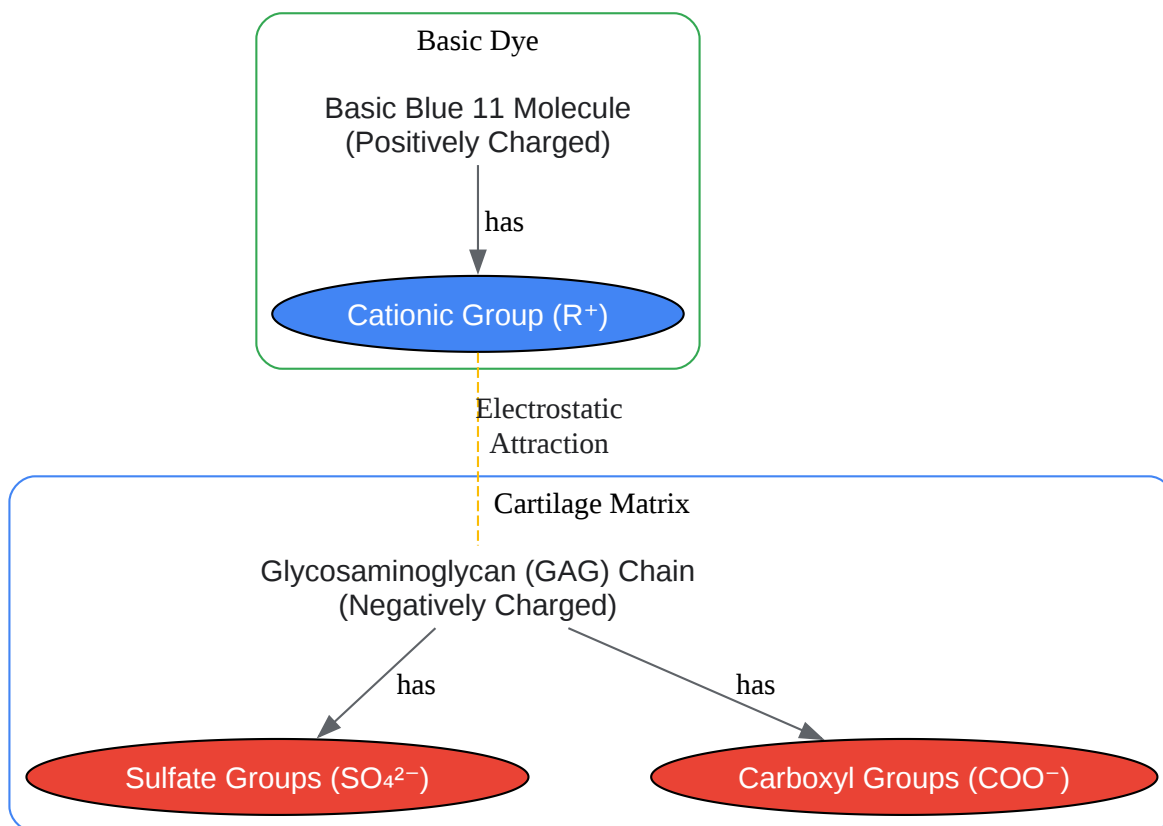 Basic Dye
Basic Blue 11 Molecule
(Positively Charged)
has
Cationic Group (R⁺)
Electrostatic
Attraction
Cartilage Matrix
Glycosaminoglycan (GAG) Chain
(Negatively Charged)
has
has
Sulfate Groups (SO₄²⁻)
Carboxyl Groups (COO⁻)